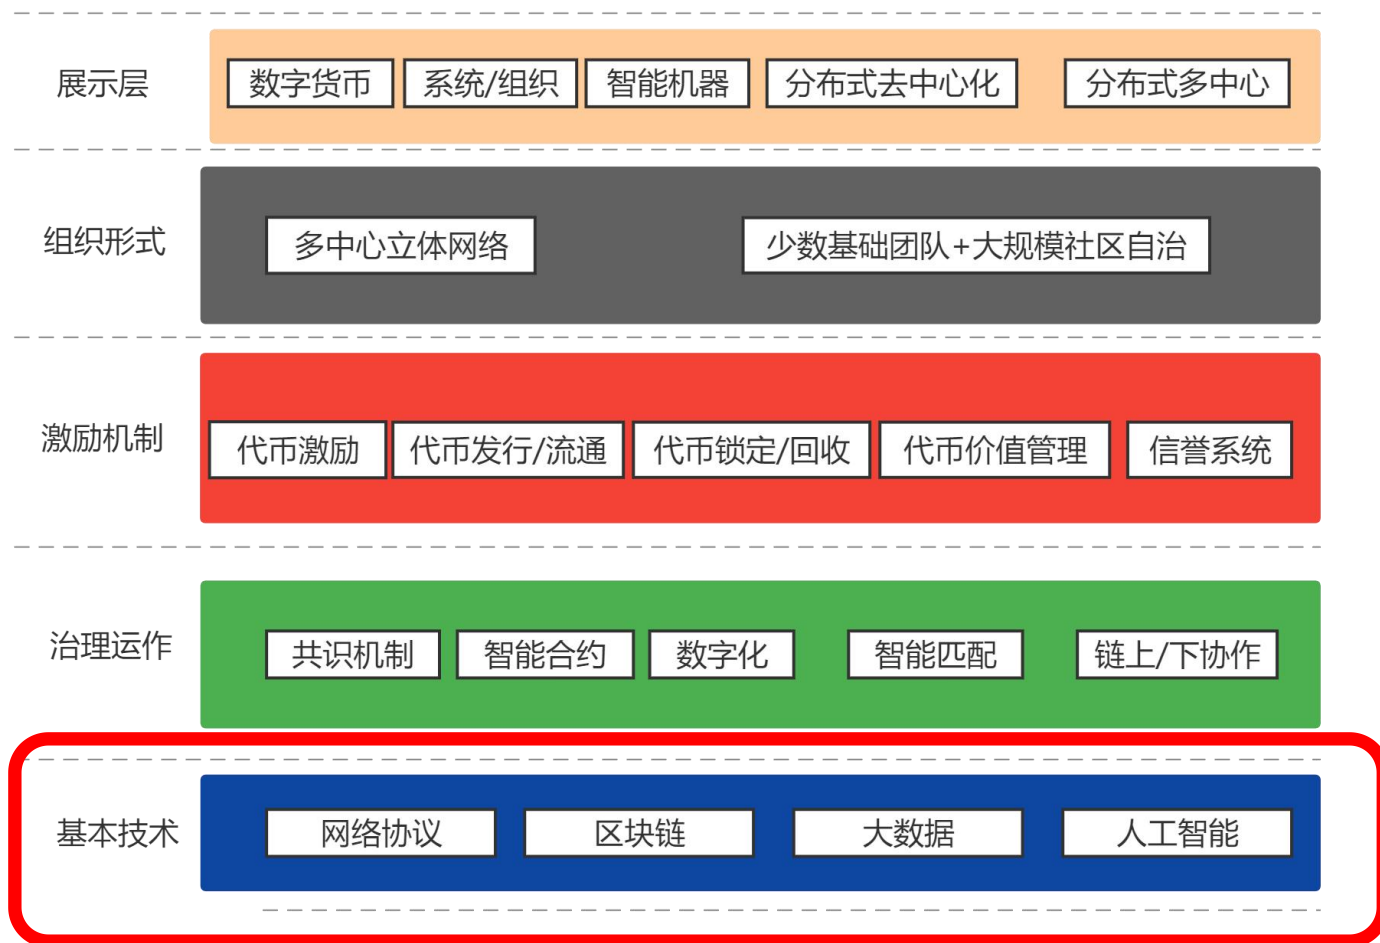 展示层 数字货币 系统/组织 智能机器 分布式去中心化 分布式多中心
组织形式 多中心立体网络 少数基础团队+大规模社区自治
激励机制 代币激励 代币发行/流通 代币锁定/回收 代币价值管理 信誉系统
治理运作 共识机制 智能合约 数字化 智能匹配 链上/下协作
基本技术 网络协议 区块链 大数据 人工智能